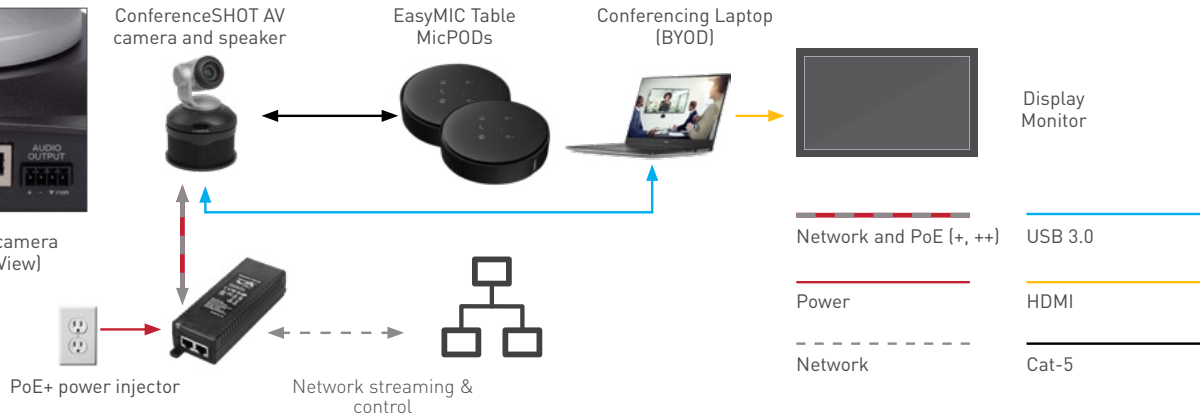 ConferenceSHOT AV
camera and speaker
EasyMIC Table
MicPODs
Conferencing Laptop
(BYOD)
Display
Monitor
AUDIO
OUTPUT
camera
View)
Network and PoE (+, ++)
USB 3.0
Power
HDMI
Network
Cat-5
PoE+ power injector
Network streaming &
control